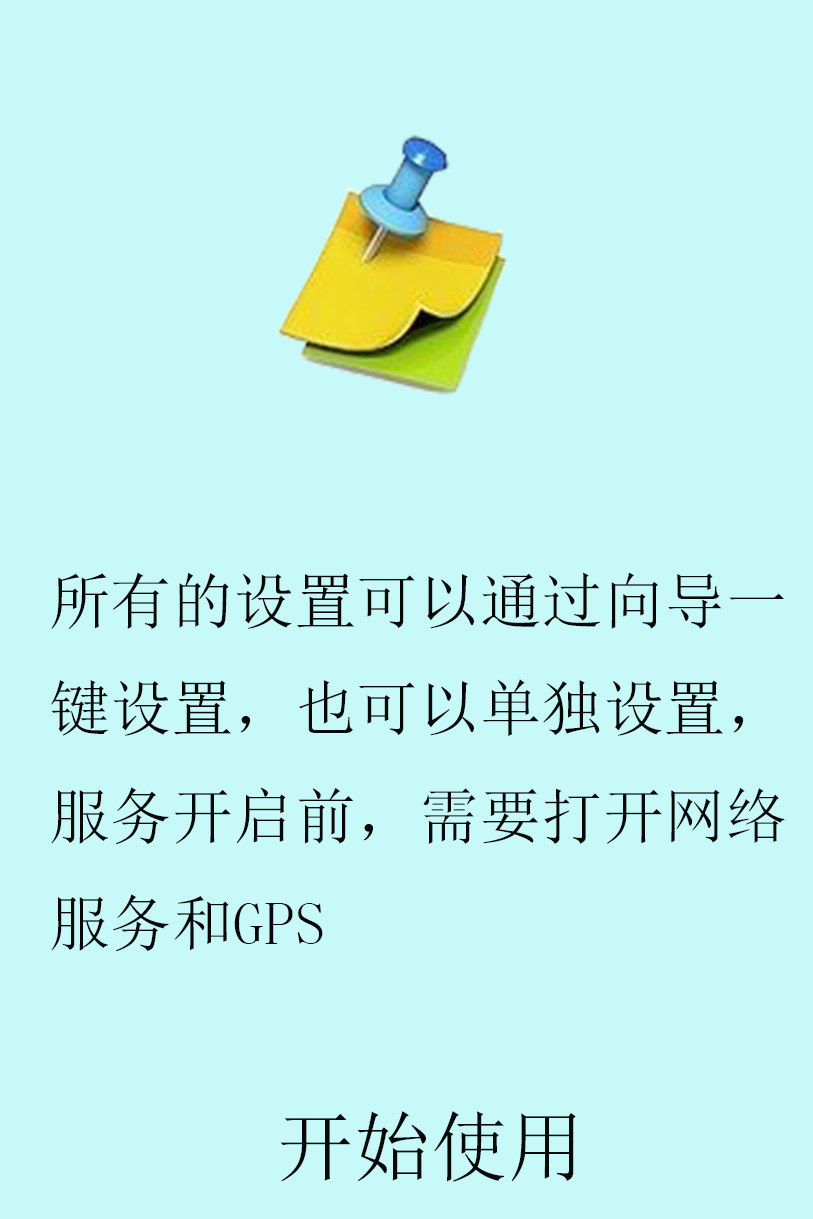 所有的设置可以通过向导一
键设置，也可以单独设置，
服务开启前，需要打开网络
服务和GPS
开始使用